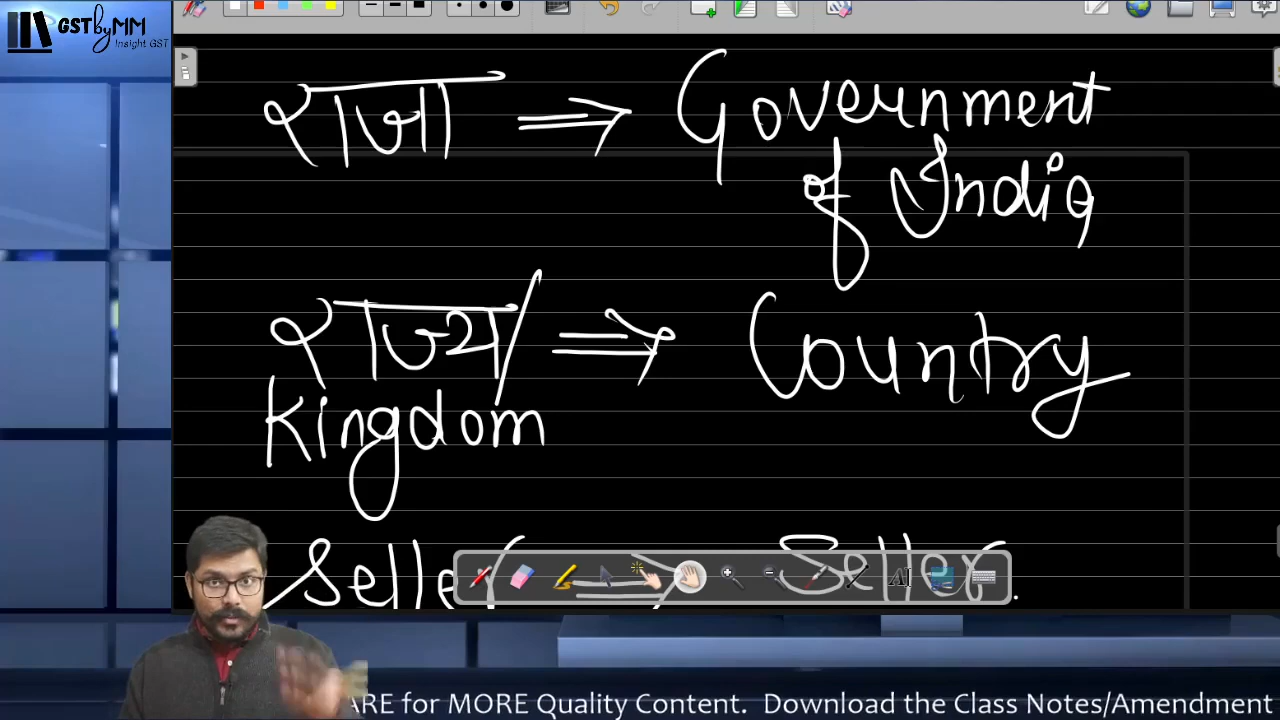 GSTbyMM
Insight GST
राजा ⇒ Government
of India
राज्य/ ⇒ Country
Kingdom
Seller ⇒ Seller.
ARE for MORE Quality Content.  Download the Class Notes/Amendment